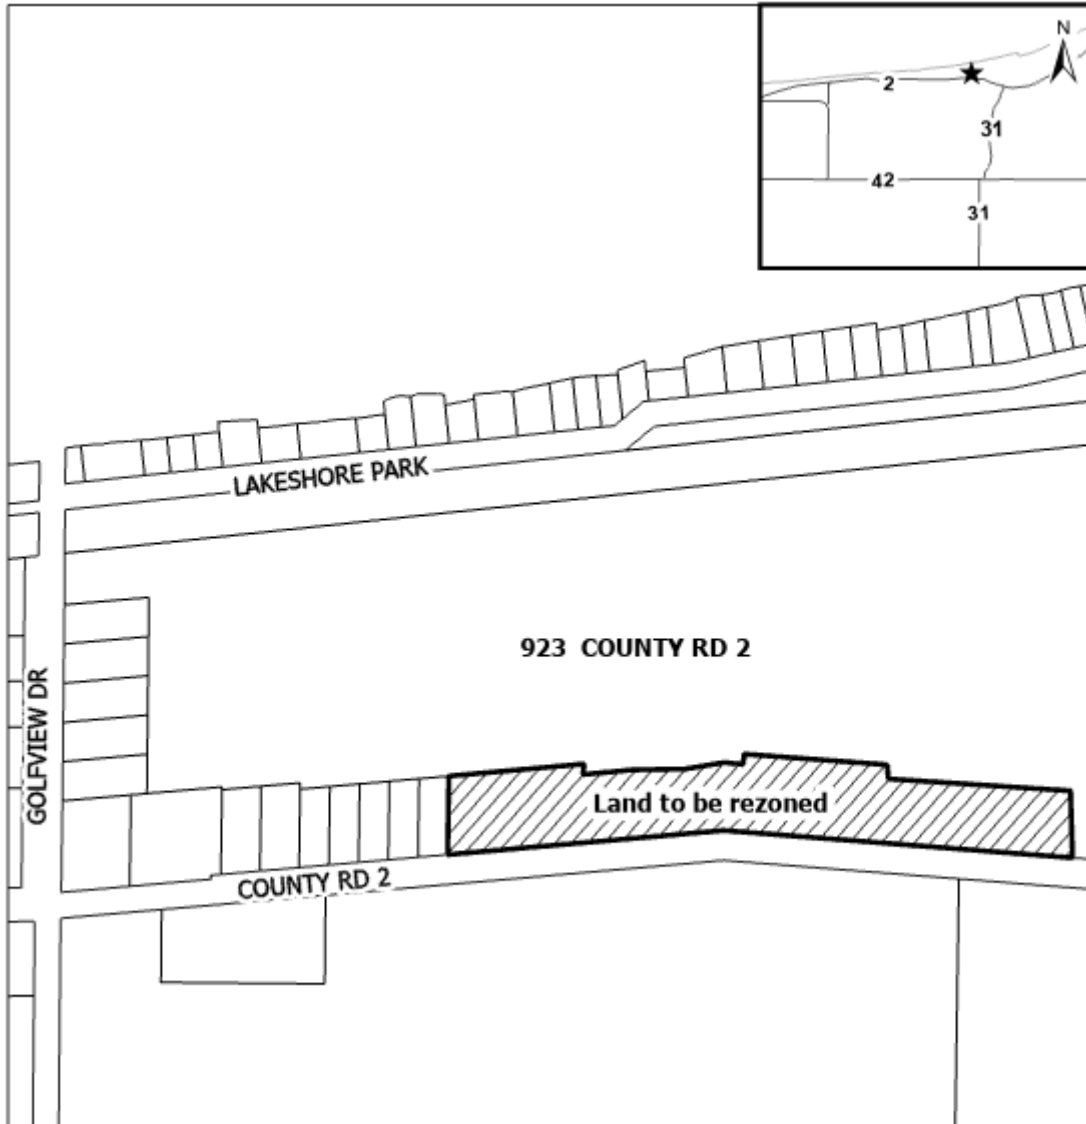 N
2
31
42
31
LAKESHORE PARK
923 COUNTY RD 2
GOLFVIEW DR
Land to be rezoned
COUNTY RD 2